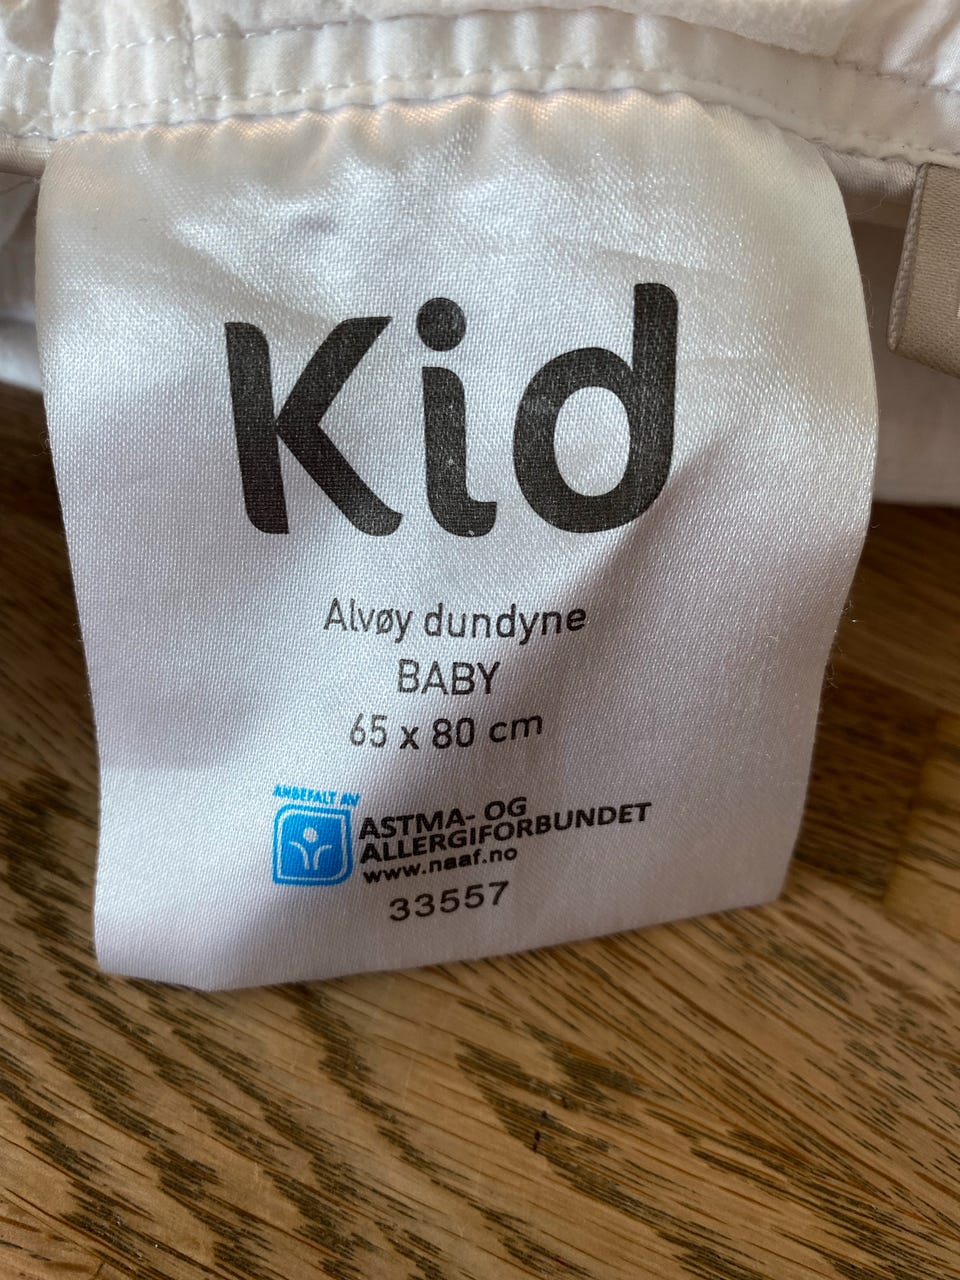 Kid
Alvøy dundyne
BABY
65 x 80 cm
ANBEFALT AV
ASTMA- OG
ALLERGIFORBUNDET
www.naaf.no
33557